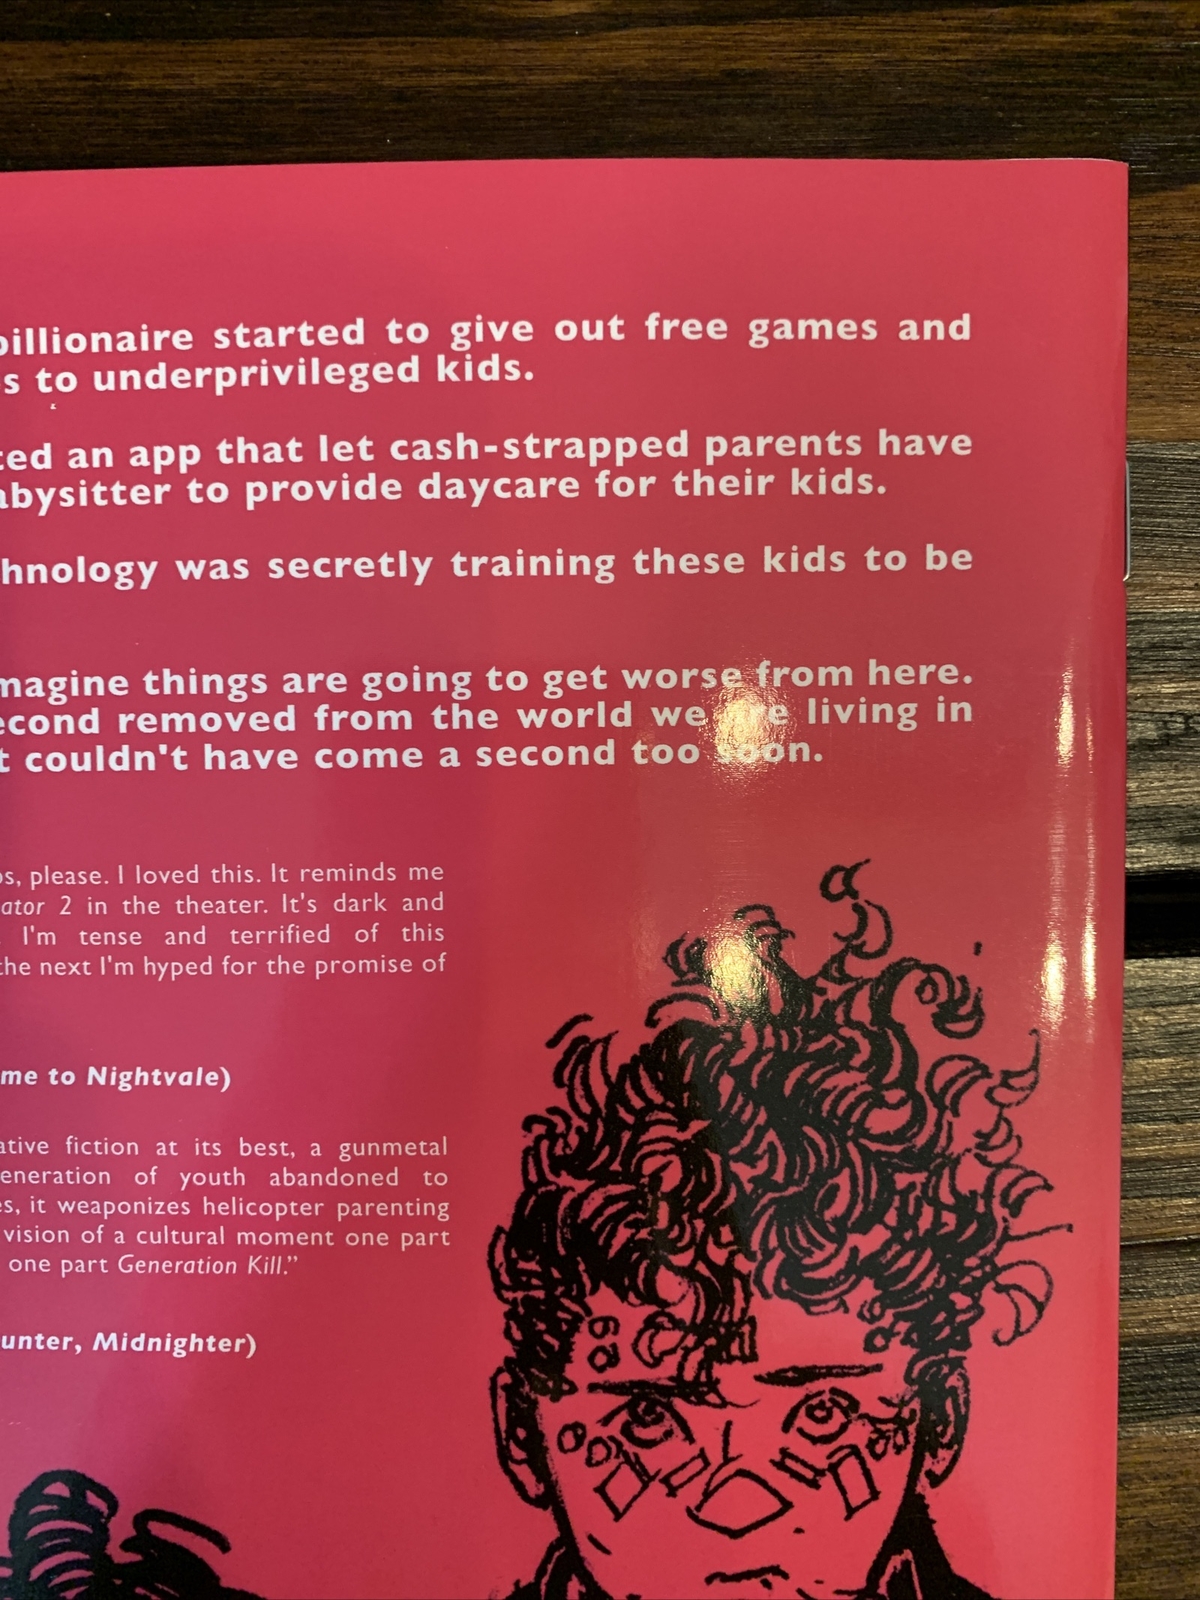 billionaire started to give out free games and
s to underprivileged kids.
ted an app that let cash-strapped parents have
abysitter to provide daycare for their kids.
hnology was secretly training these kids to be
magine things are going to get worse from here.
econd removed from the world we are living in
t couldn't have come a second too soon.
os, please. I loved this. It reminds me
ator 2 in the theater. It's dark and
I'm tense and terrified of this
the next I'm hyped for the promise of
me to Nightvale)
ative fiction at its best, a gunmetal
eneration of youth abandoned to
s, it weaponizes helicopter parenting
vision of a cultural moment one part
one part Generation Kill."
unter, Midnighter)